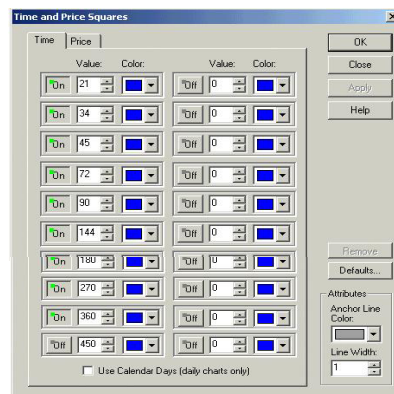 Time and Price Squares
Time Price
OK
Close
Apply
Help
Value: Color: Value: Color:
On 21 Off 0
On 34 Off 0
On 45 Off 0
On 72 Off 0
On 90 Off 0
On 144 Off 0
On 180 Off 0
On 270 Off 0
On 360 Off 0
Off 450 Off 0
Use Calendar Days (daily charts only)
Remove
Defaults...
Attributes
Anchor Line
Color:
Line Width:
1